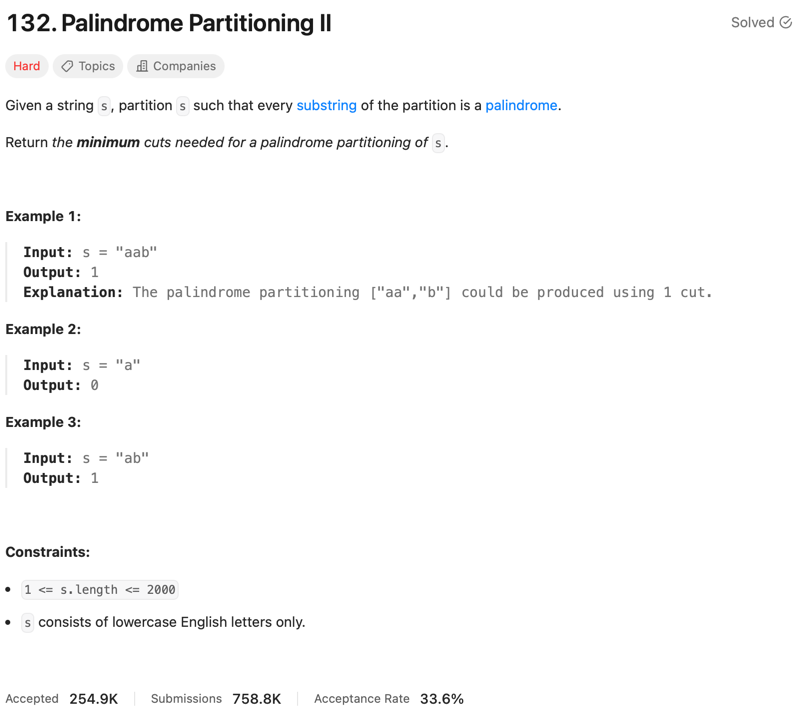 132. Palindrome Partitioning II
Solved
Hard Topics Companies
Given a string s, partition s such that every substring of the partition is a palindrome.
Return the minimum cuts needed for a palindrome partitioning of s.
Example 1:
Input: s = "aab"
Output: 1
Explanation: The palindrome partitioning ["aa","b"] could be produced using 1 cut.
Example 2:
Input: s = "a"
Output: 0
Example 3:
Input: s = "ab"
Output: 1
Constraints:
• 1 <= s.length <= 2000
• s consists of lowercase English letters only.
Accepted 254.9K Submissions 758.8K Acceptance Rate 33.6%